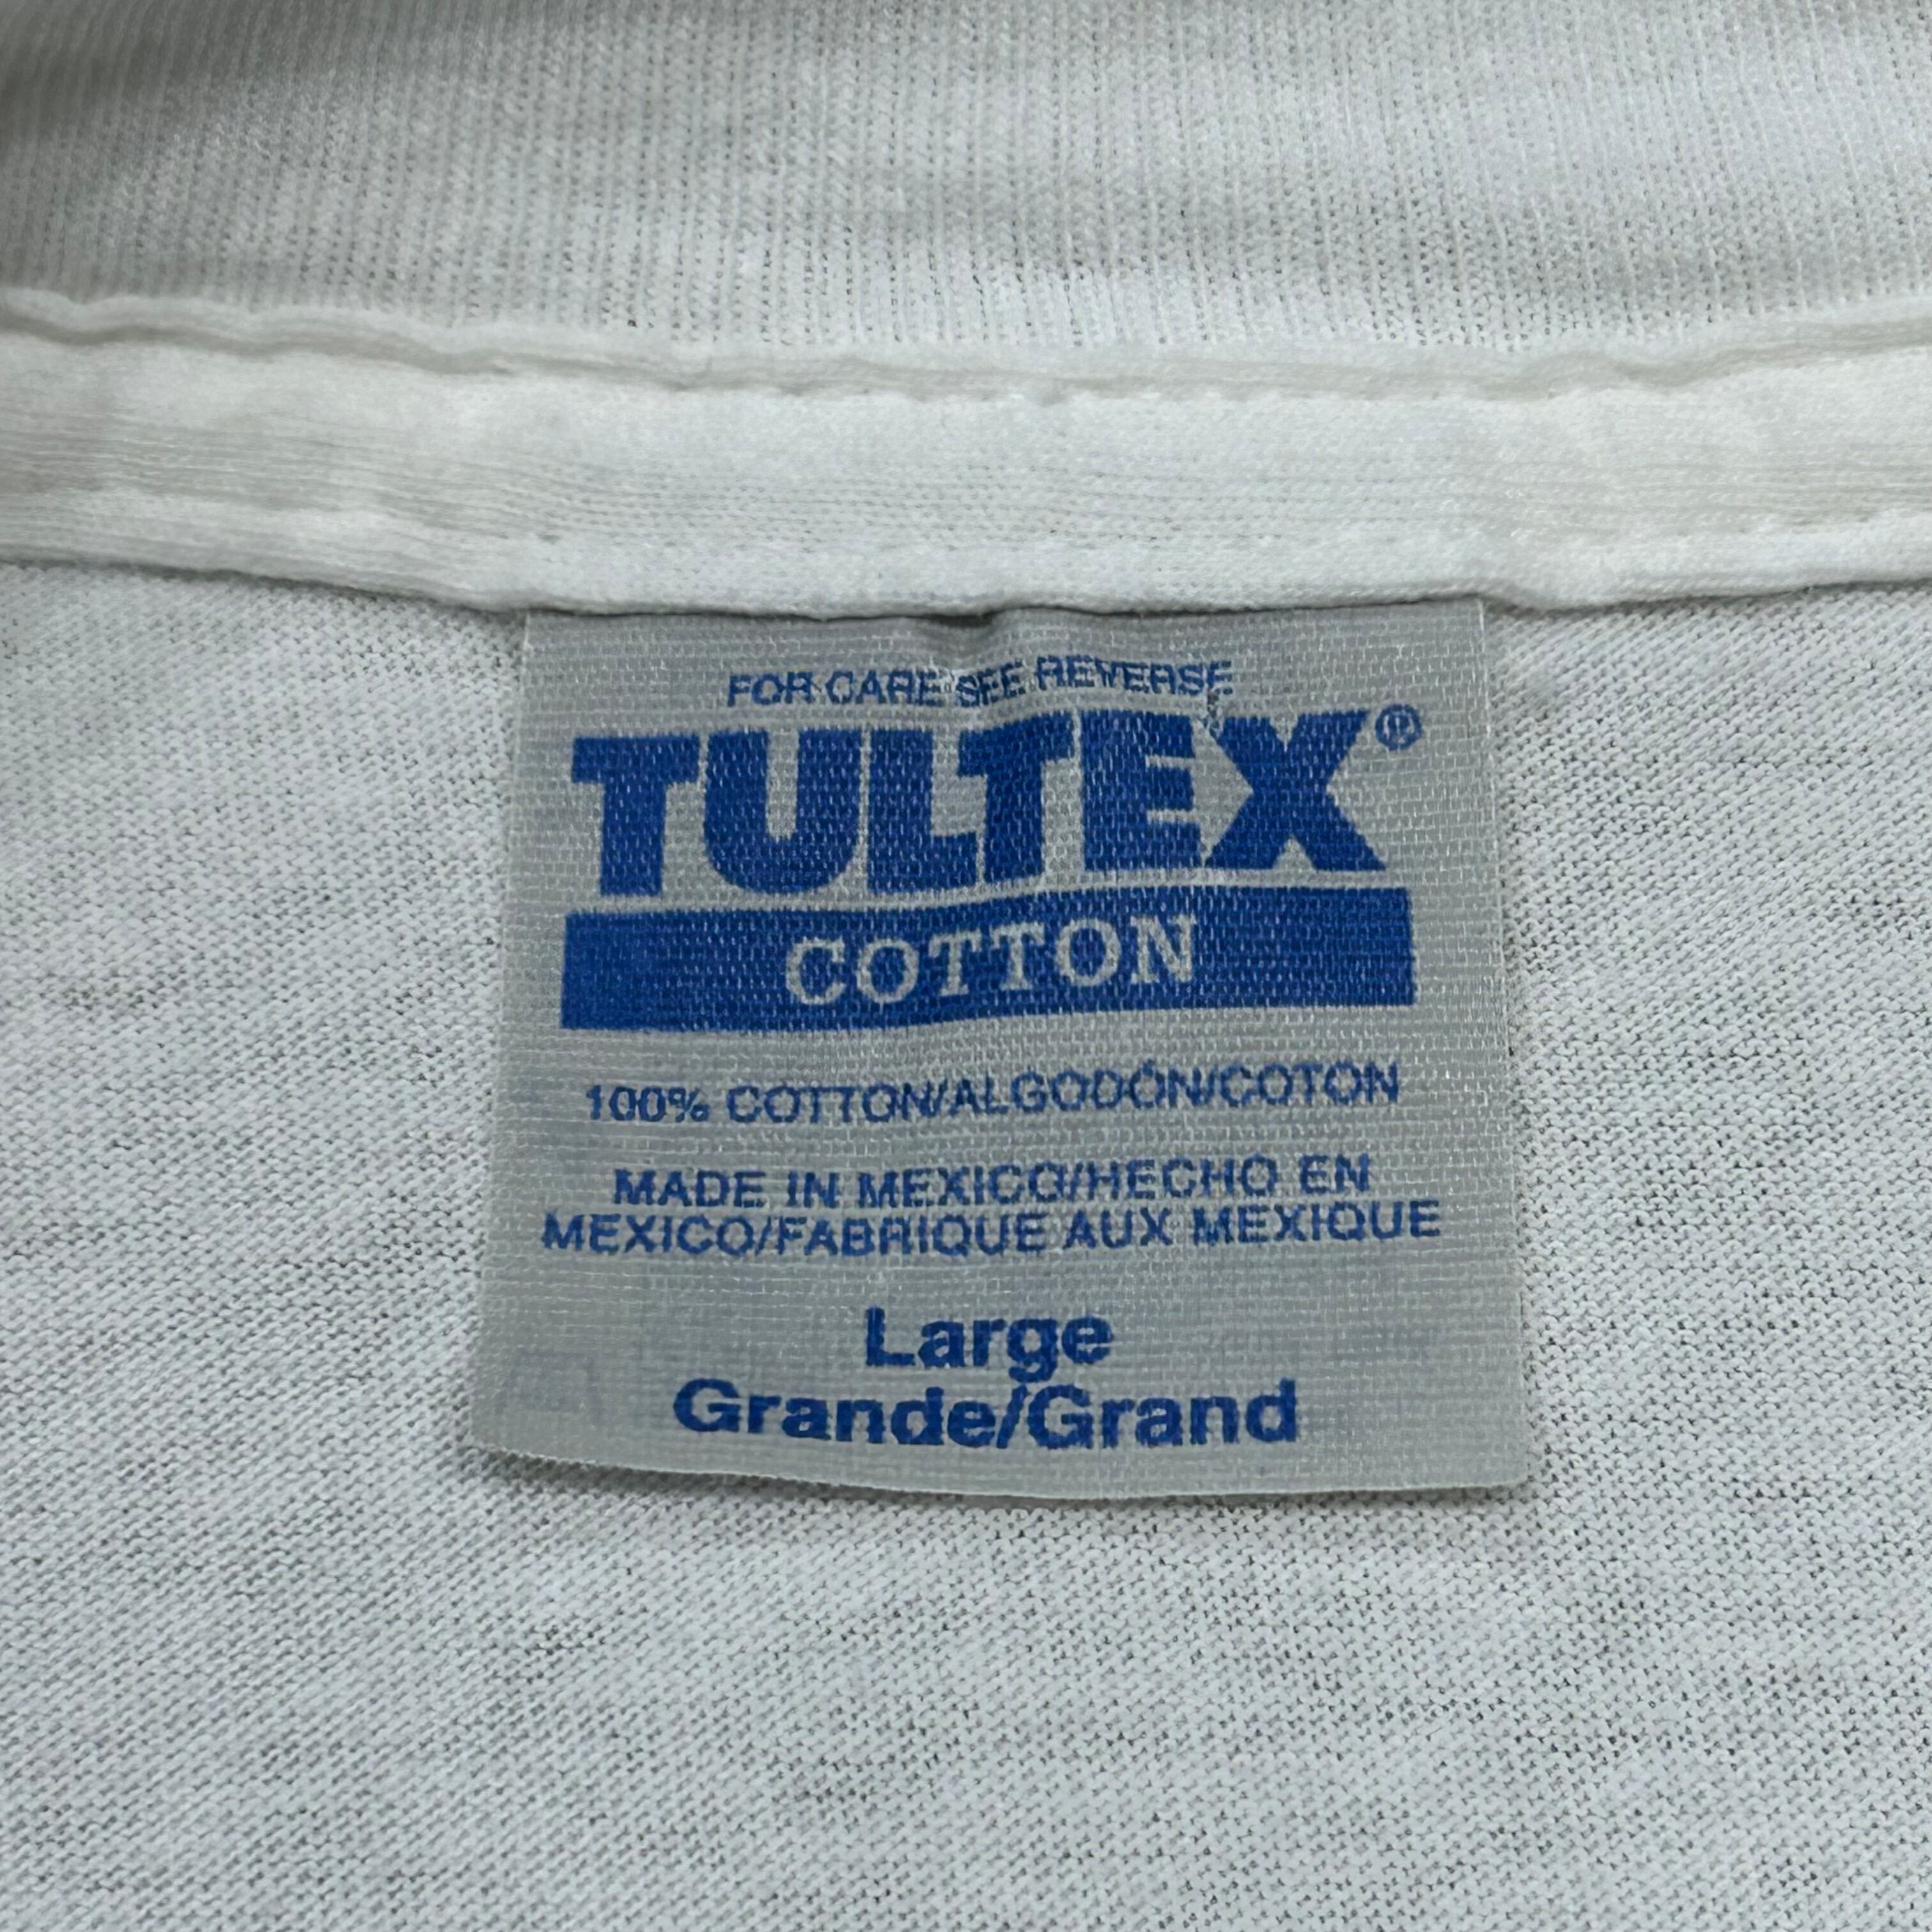 FOR CARE SEE REVERSE
TULTEX®
COTTON
100% COTTON/ALGODÓN/COTON
MADE IN MEXICO/HECHO EN
MEXICO/FABRIQUE AUX MEXIQUE
Large
Grande/Grand